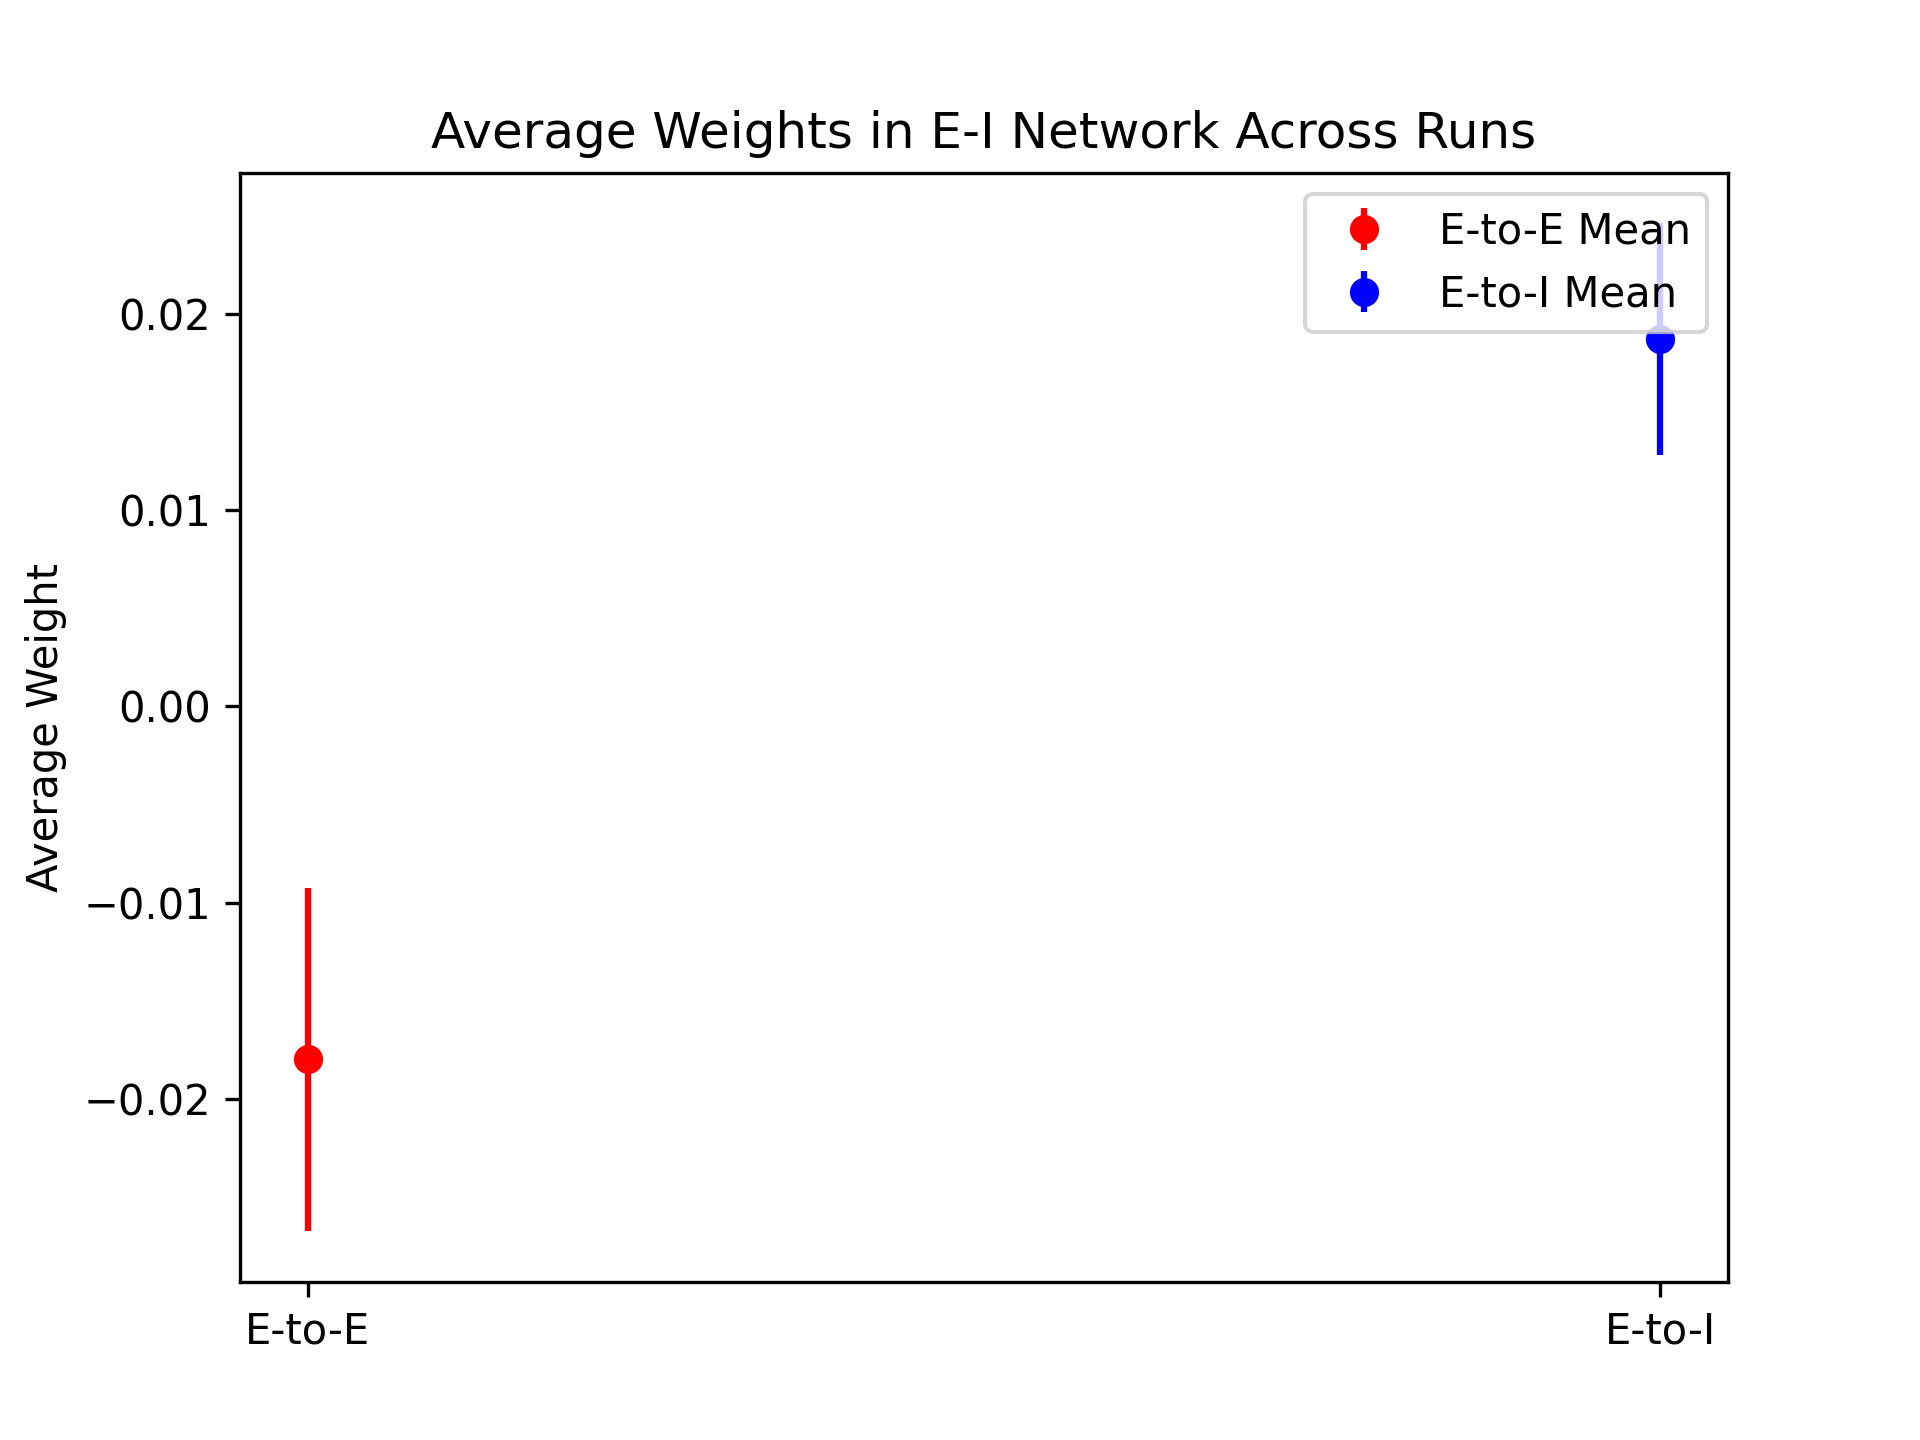 Average Weights in E-I Network Across Runs
E-to-E Mean
E-to-I Mean
0.02
0.01
0.00
−0.01
−0.02
Average Weight
E-to-E
E-to-I